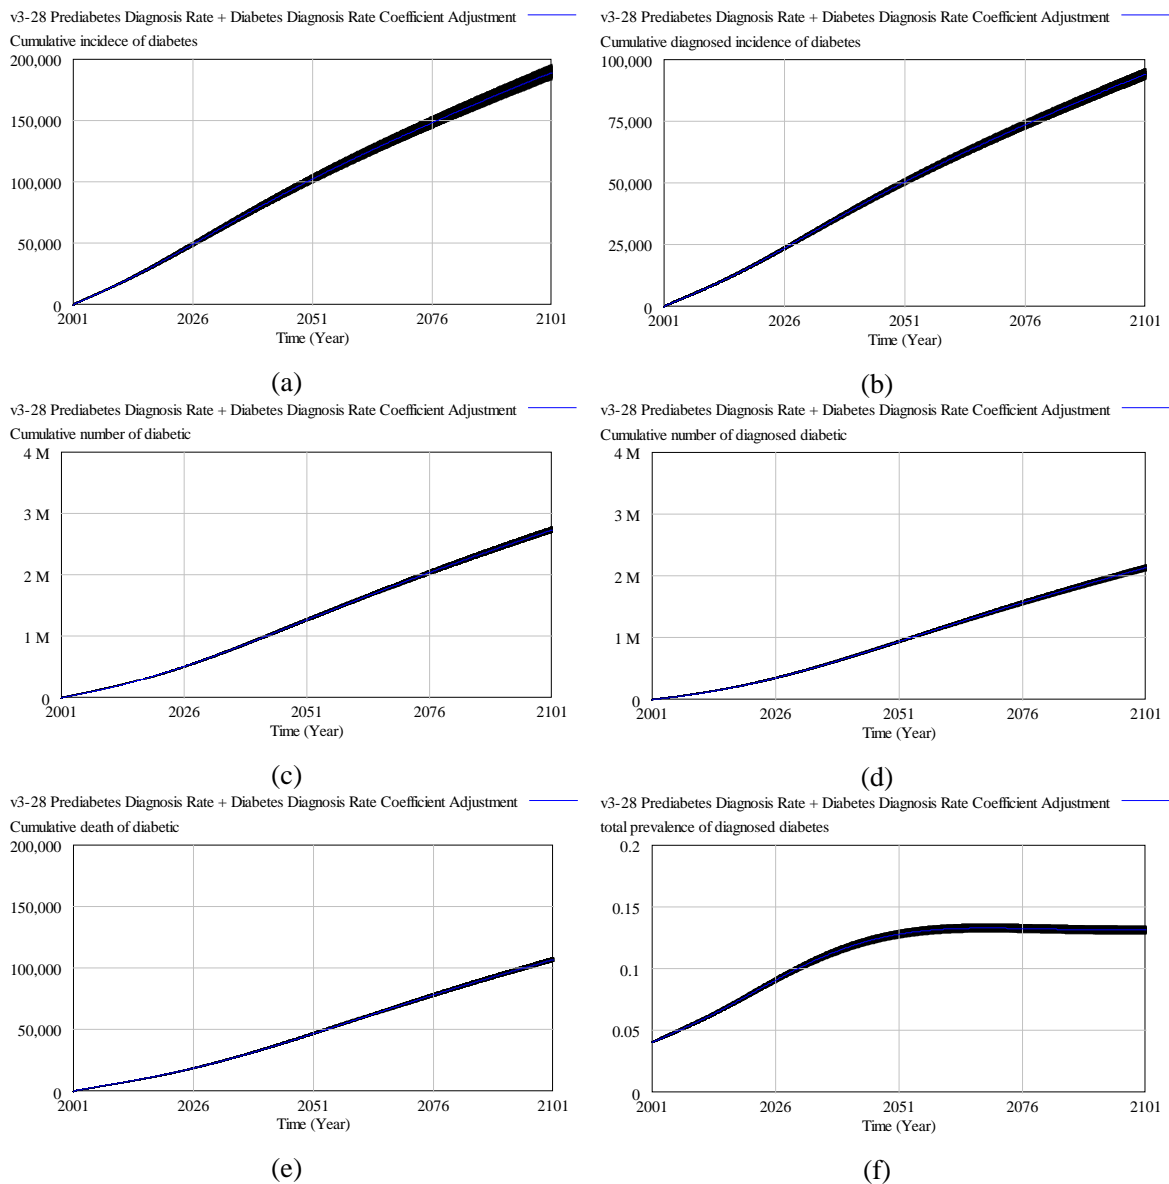 v3-28 Prediabetes Diagnosis Rate + Diabetes Diagnosis Rate Coefficient Adjustment
Cumulative incidece of diabetes
200,000
150,000
100,000
50,000
0
2001 2026 2051 2076 2101
Time (Year)
(a)
v3-28 Prediabetes Diagnosis Rate + Diabetes Diagnosis Rate Coefficient Adjustment
Cumulative diagnosed incidence of diabetes
100,000
75,000
50,000
25,000
0
2001 2026 2051 2076 2101
Time (Year)
(b)
v3-28 Prediabetes Diagnosis Rate + Diabetes Diagnosis Rate Coefficient Adjustment
Cumulative number of diabetic
4 M
3 M
2 M
1 M
0
2001 2026 2051 2076 2101
Time (Year)
(c)
v3-28 Prediabetes Diagnosis Rate + Diabetes Diagnosis Rate Coefficient Adjustment
Cumulative number of diagnosed diabetic
4 M
3 M
2 M
1 M
0
2001 2026 2051 2076 2101
Time (Year)
(d)
v3-28 Prediabetes Diagnosis Rate + Diabetes Diagnosis Rate Coefficient Adjustment
Cumulative death of diabetic
200,000
150,000
100,000
50,000
0
2001 2026 2051 2076 2101
Time (Year)
(e)
v3-28 Prediabetes Diagnosis Rate + Diabetes Diagnosis Rate Coefficient Adjustment
total prevalence of diagnosed diabetes
0.2
0.15
0.1
0.05
0
2001 2026 2051 2076 2101
Time (Year)
(f)